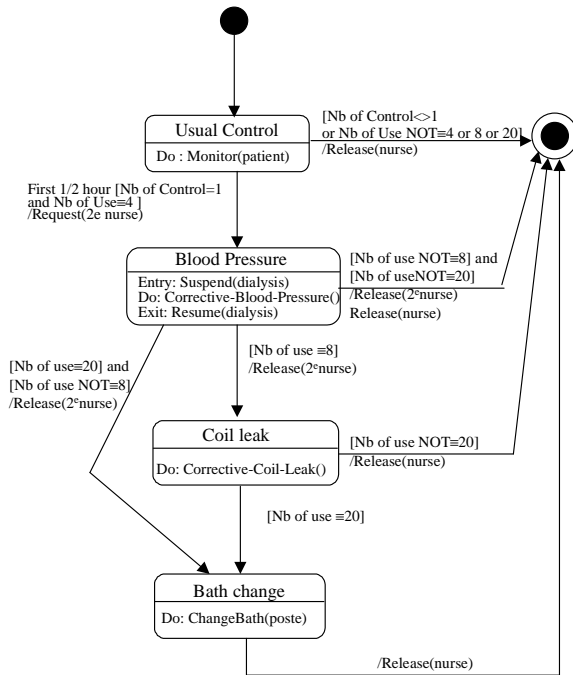 [Nb of Control<>1
or Nb of Use NOT≡4 or 8 or 20]
/Release(nurse)
Usual Control
Do : Monitor(patient)
First 1/2 hour [Nb of Control=1
and Nb of Use≡4 ]
/Request(2e nurse)
Blood Pressure
Entry: Suspend(dialysis)
Do: Corrective-Blood-Pressure()
Exit: Resume(dialysis)
[Nb of use NOT≡8] and
[Nb of useNOT≡20]
/Release(2ᵉnurse)
Release(nurse)
[Nb of use≡20] and
[Nb of use NOT≡8]
/Release(2ᵉnurse)
[Nb of use ≡8]
/Release(2ᵉnurse)
Coil leak
Do: Corrective-Coil-Leak()
[Nb of use NOT≡20]
/Release(nurse)
[Nb of use ≡20]
Bath change
Do: ChangeBath(poste)
/Release(nurse)